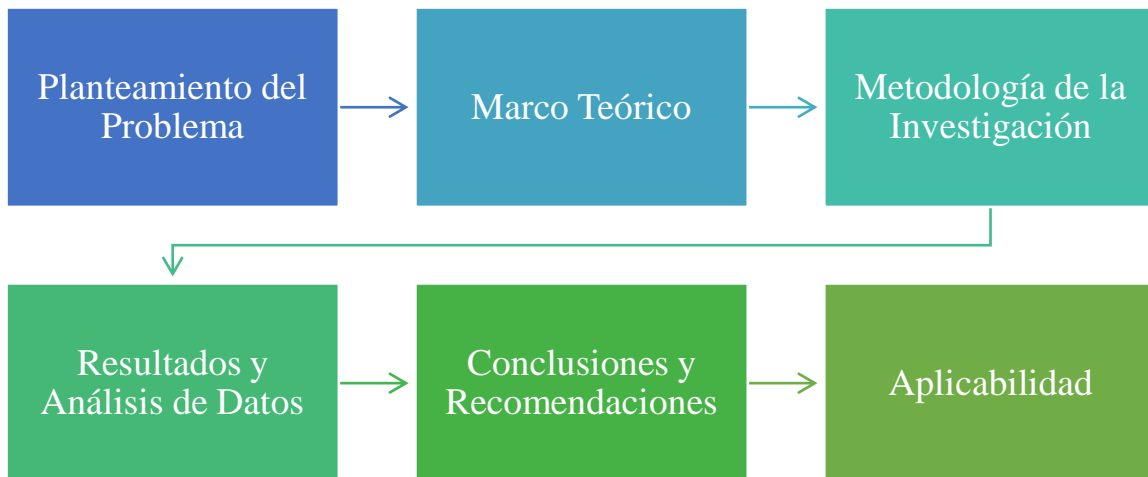 Planteamiento del
Problema
Marco Teórico
Metodología de la
Investigación
Resultados y
Análisis de Datos
Conclusiones y
Recomendaciones
Aplicabilidad